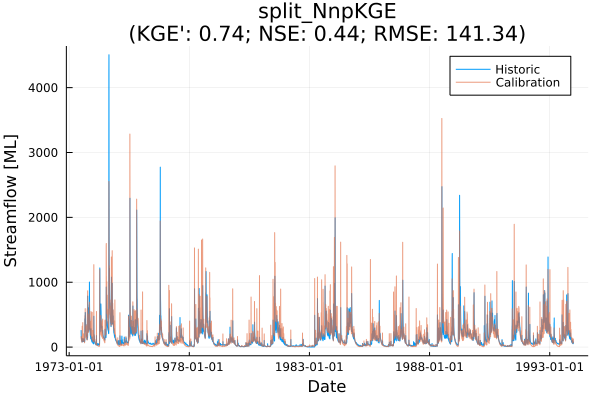 split_NnpKGE
(KGE': 0.74; NSE: 0.44; RMSE: 141.34)
Historic
Calibration
Streamflow [ML]
4000
3000
2000
1000
0
1973-01-01
1978-01-01
1983-01-01
1988-01-01
1993-01-01
Date